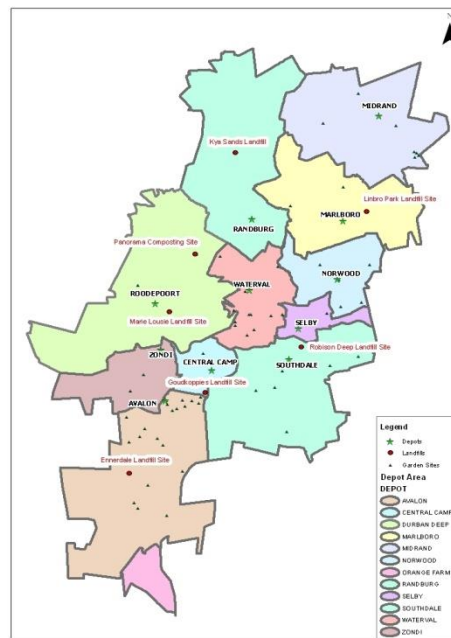 N
MIDRAND
Kya Sands Landfill
Linbro Park Landfill Site
MARLBORO
RANDBURG
Panorama Composting Site
NORWOOD
WATERVAL
ROODEPOORT
Marie Lousie Landfill Site
SELBY
Robison Deep Landfill Site
ZONDI
CENTRAL CAMP
SOUTHDALE
Goudkoppies Landfill Site
AVALON
Ennerdale Landfill Site
Legend
Depots
Landfills
Garden Sites
Depot Area
DEPOT
AVALON
CENTRAL CAMP
DURBAN DEEP
MARLBORO
MIDRAND
NORWOOD
ORANGE FARM
RANDBURG
SELBY
SOUTHDALE
WATERVAL
ZONDI